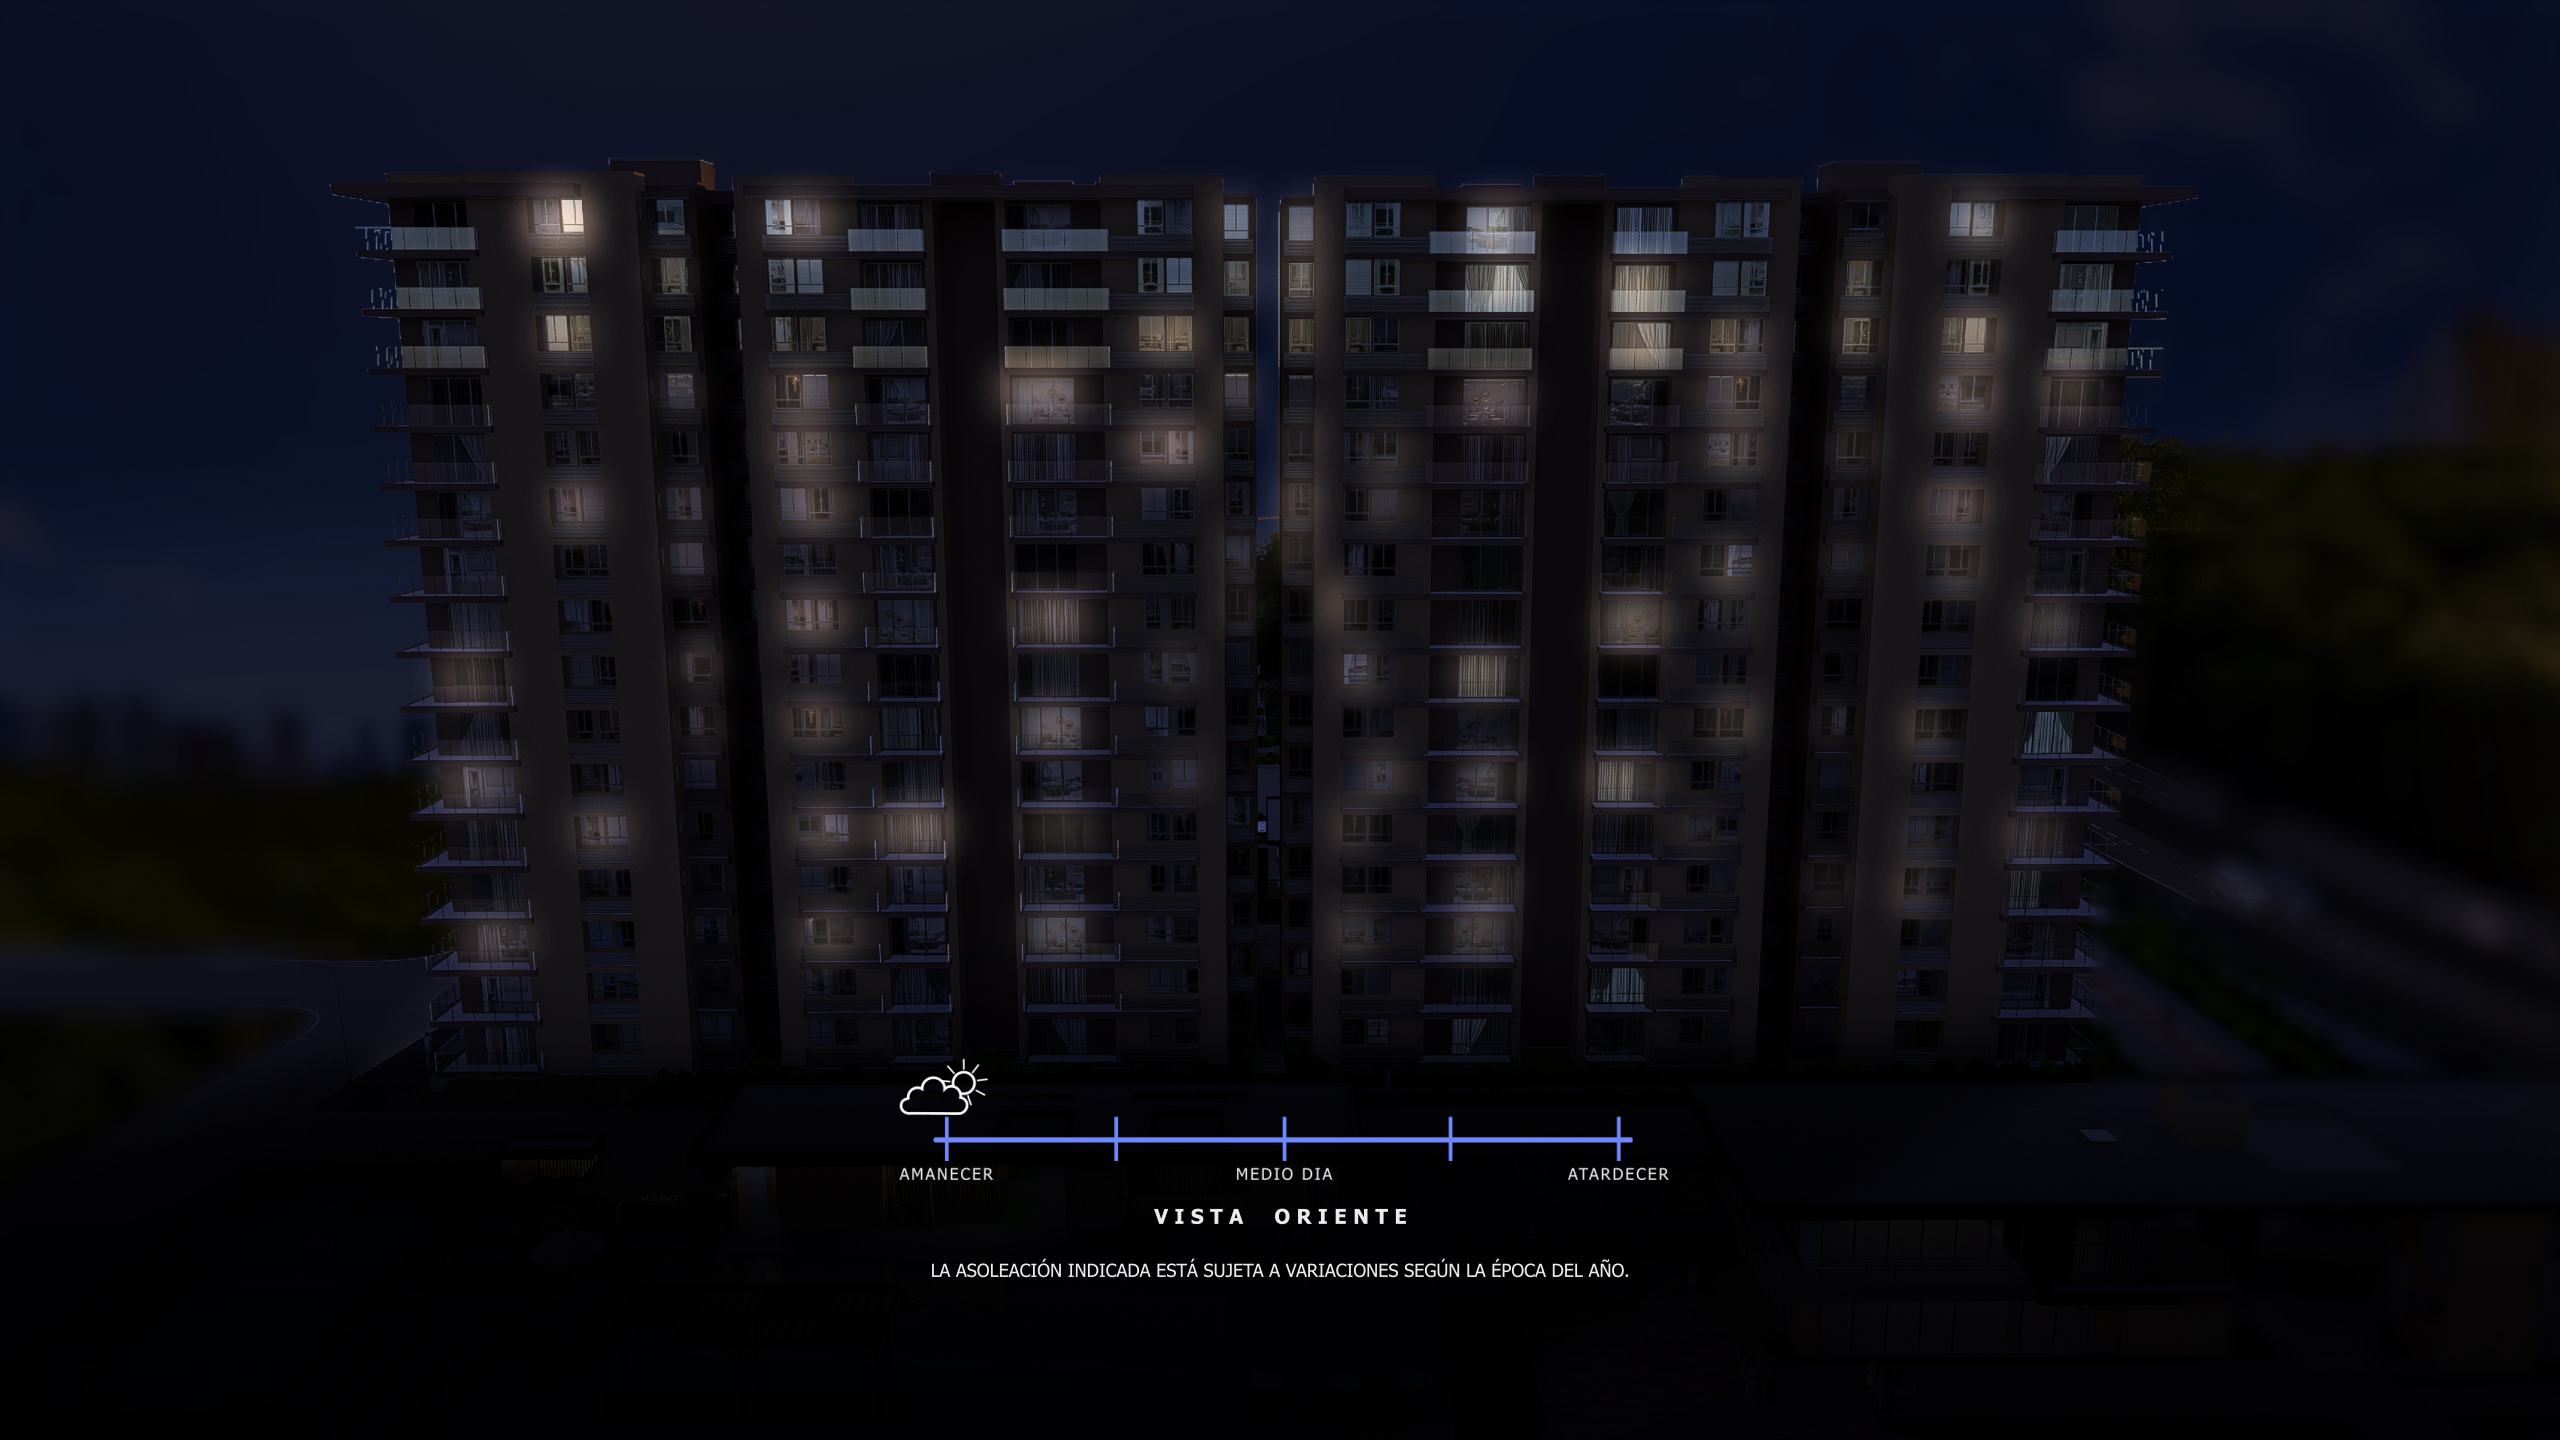 AMANECER MEDIO DIA ATARDECER
VISTA ORIENTE
LA ASOLEACIÓN INDICADA ESTÁ SUJETA A VARIACIONES SEGÚN LA ÉPOCA DEL AÑO.